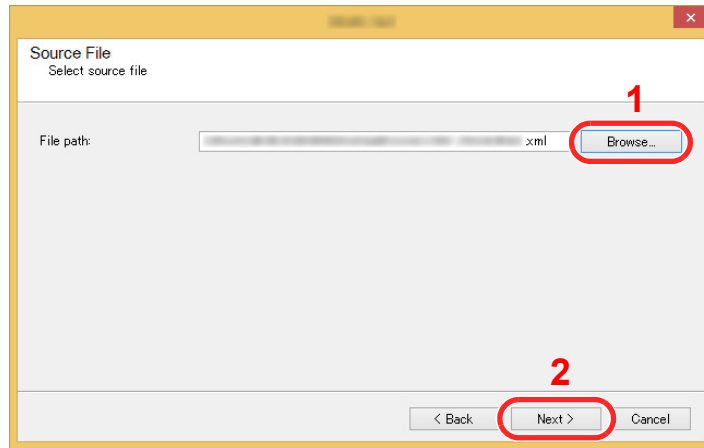 Source File
Select source file
1
File path: .xml Browse...
2
< Back Next > Cancel